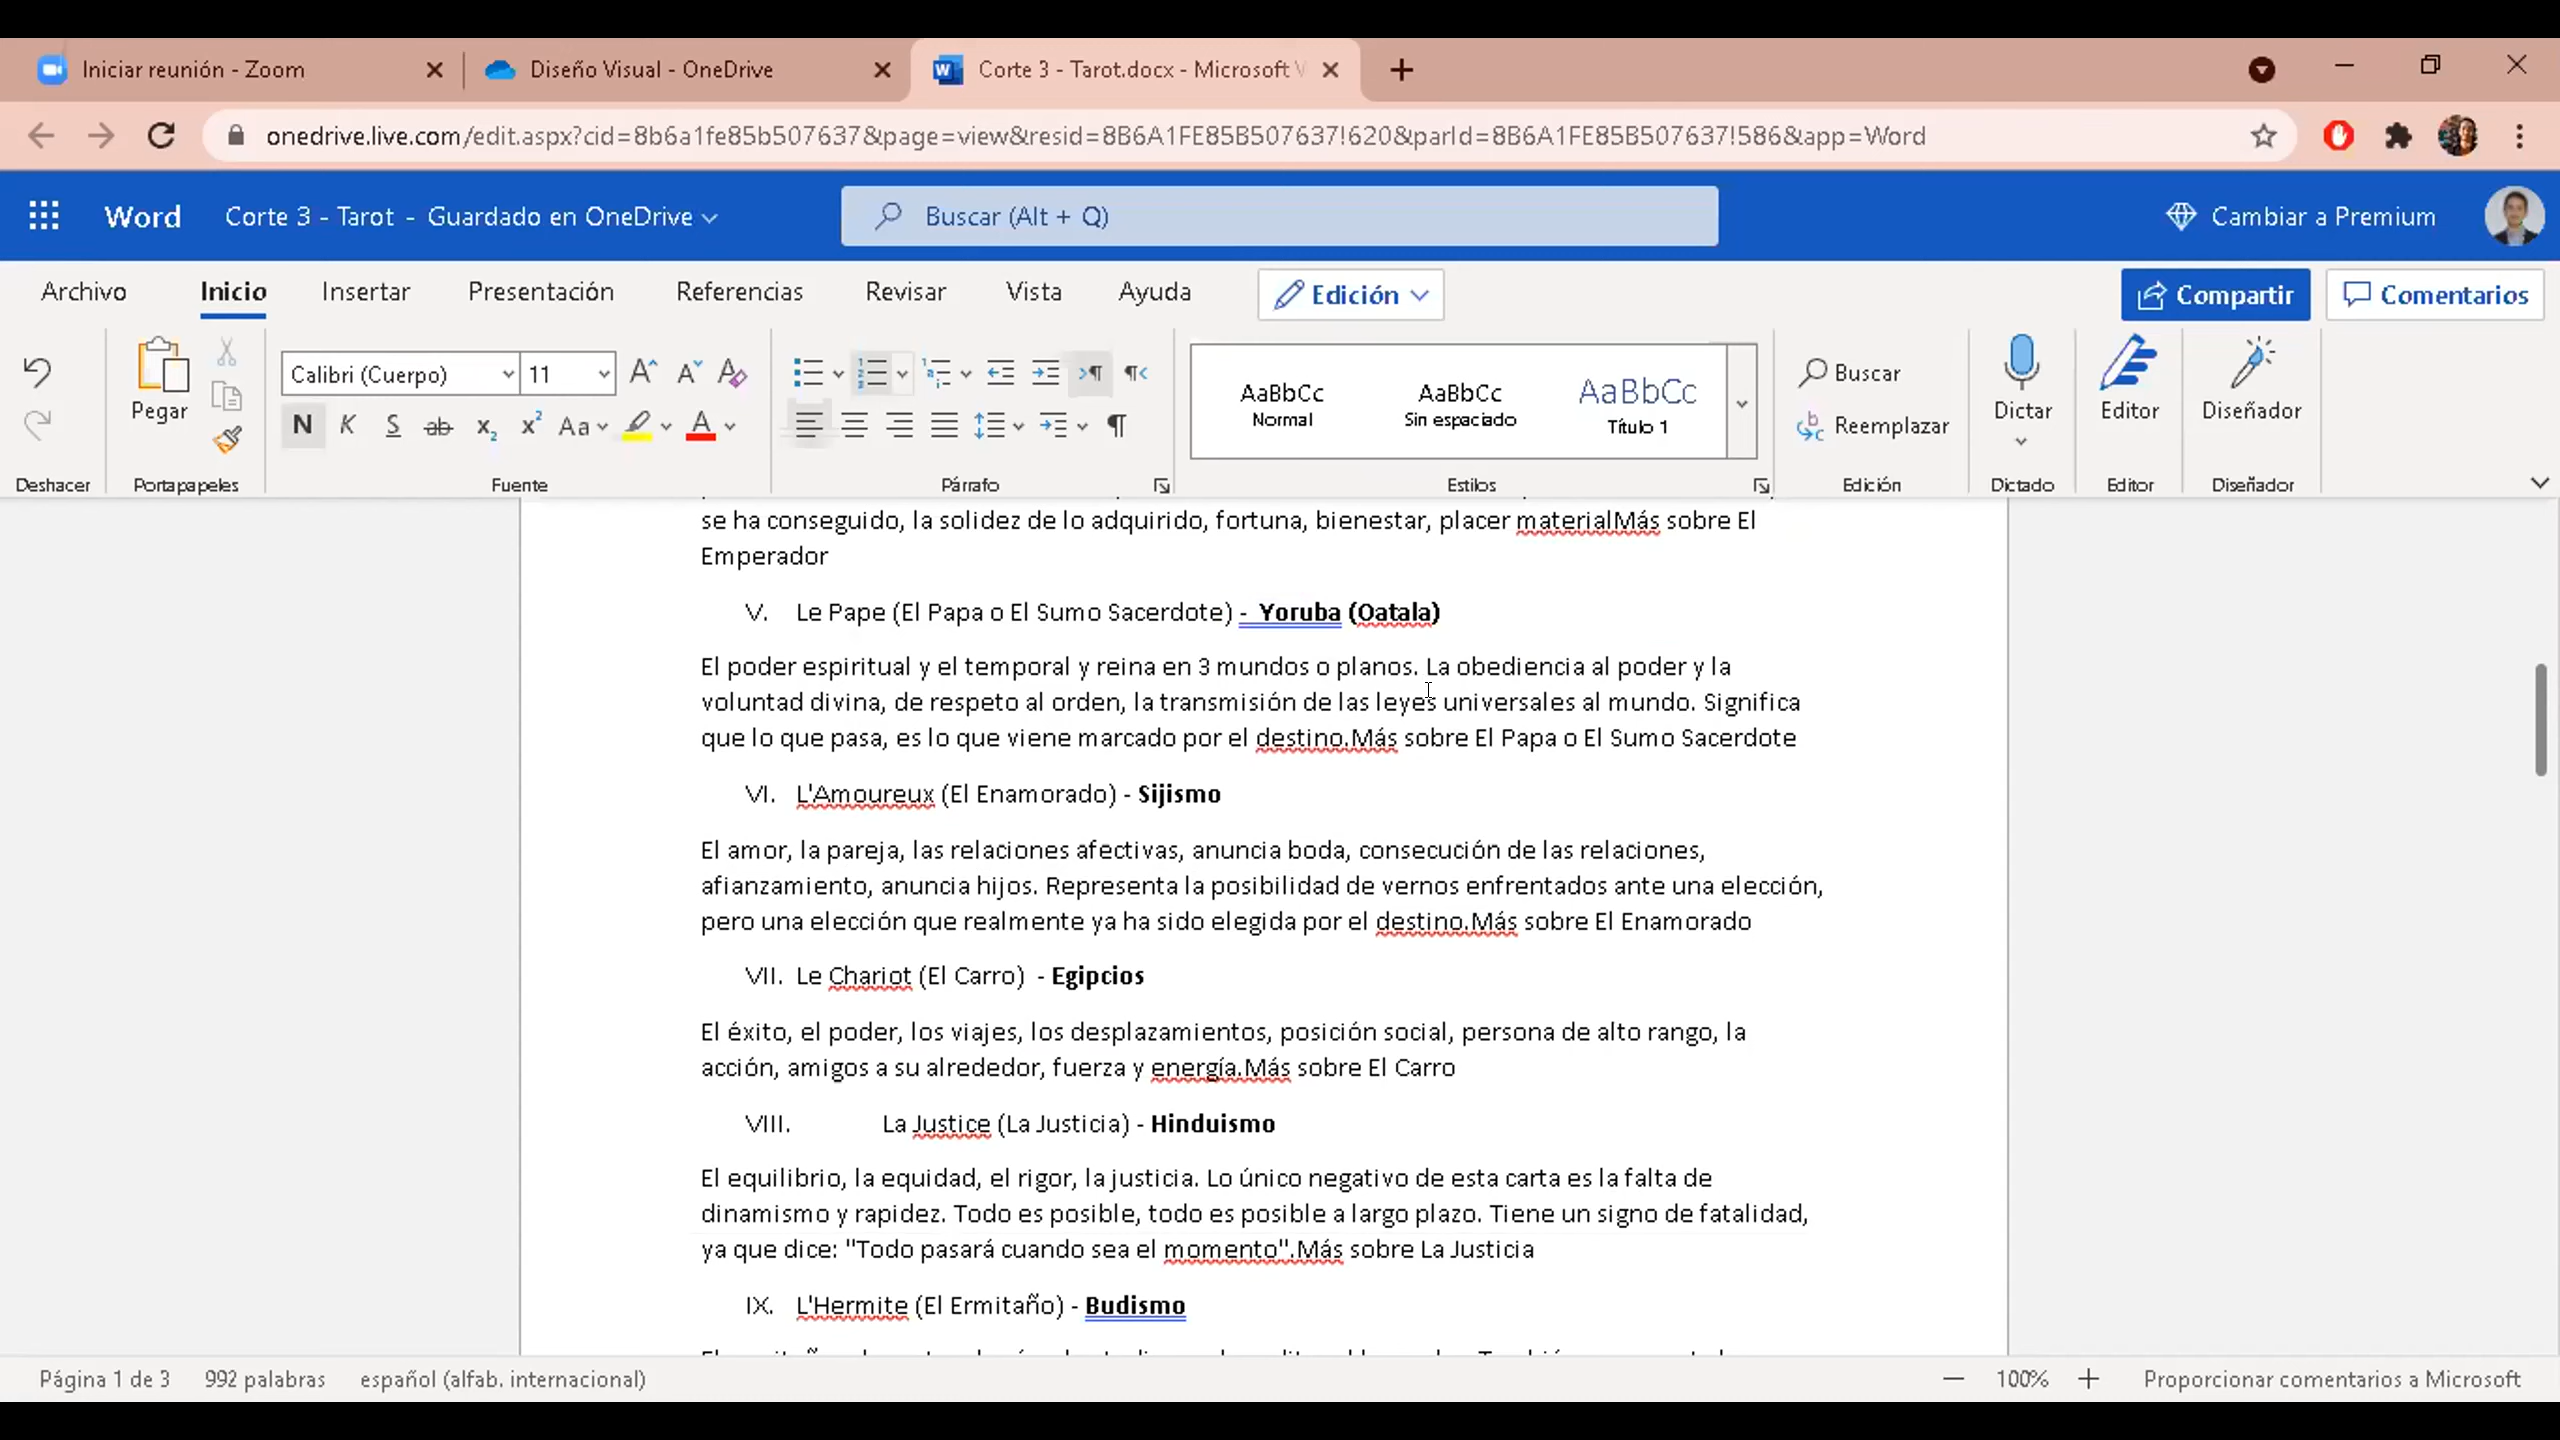 Iniciar reunión - Zoom
Diseño Visual - OneDrive
Corte 3 - Tarot.docx - Microsoft
onedrive.live.com/edit.aspx?cid=8b6a1fe85b507637&page=view&resid=8B6A1FE85B507637!620&parId=8B6A1FE85B507637!586&app=Word
Word
Corte 3 - Tarot - Guardado en OneDrive
Buscar (Alt + Q)
Cambiar a Premium
Archivo
Inicio
Insertar
Presentación
Referencias
Revisar
Vista
Ayuda
Edición
Compartir
Comentarios
Pegar
Calibri (Cuerpo)
11
N K S ab x2 x2 Aa A
AaBbCc
Normal
AaBbCc
Sin espaciado
AaBbCc
Título 1
Buscar
Reemplazar
Dictar
Editor
Diseñador
Deshacer
Portapapeles
Fuente
Párrafo
Estilos
Edición
Dictado
Editor
Diseñador
se ha conseguido, la solidez de lo adquirido, fortuna, bienestar, placer materialMás sobre El
Emperador
V. Le Pape (El Papa o El Sumo Sacerdote) - Yoruba (Oatala)
El poder espiritual y el temporal y reina en 3 mundos o planos. La obediencia al poder y la
voluntad divina, de respeto al orden, la transmisión de las leyes universales al mundo. Significa
que lo que pasa, es lo que viene marcado por el destino.Más sobre El Papa o El Sumo Sacerdote
VI. L'Amoureux (El Enamorado) - Sijismo
El amor, la pareja, las relaciones afectivas, anuncia boda, consecución de las relaciones,
afianzamiento, anuncia hijos. Representa la posibilidad de vernos enfrentados ante una elección,
pero una elección que realmente ya ha sido elegida por el destino.Más sobre El Enamorado
VII. Le Chariot (El Carro) - Egipcios
El éxito, el poder, los viajes, los desplazamientos, posición social, persona de alto rango, la
acción, amigos a su alrededor, fuerza y energía.Más sobre El Carro
VIII. La Justice (La Justicia) - Hinduismo
El equilibrio, la equidad, el rigor, la justicia. Lo único negativo de esta carta es la falta de
dinamismo y rapidez. Todo es posible, todo es posible a largo plazo. Tiene un signo de fatalidad,
ya que dice: "Todo pasará cuando sea el momento".Más sobre La Justicia
IX. L'Hermite (El Ermitaño) - Budismo
Página 1 de 3
992 palabras
español (alfab. internacional)
100%
Proporcionar comentarios a Microsoft